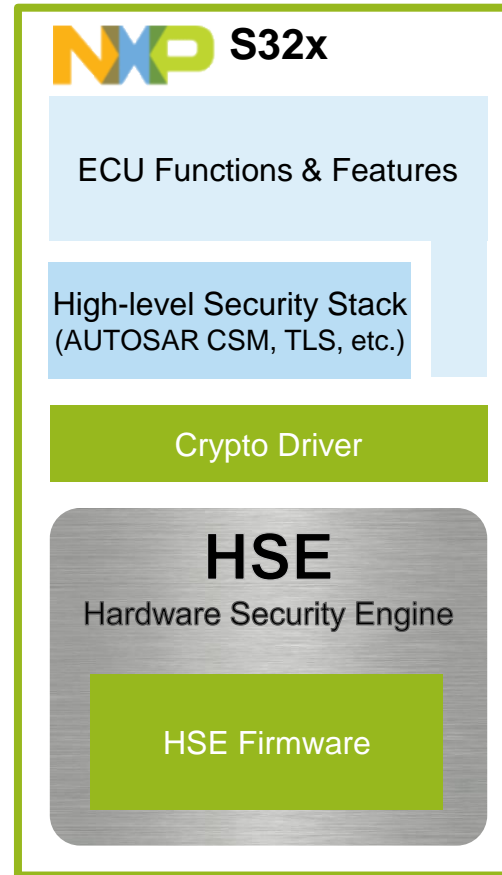 NXP S32x
ECU Functions & Features
High-level Security Stack
(AUTOSAR CSM, TLS, etc.)
Crypto Driver
HSE
Hardware Security Engine
HSE Firmware